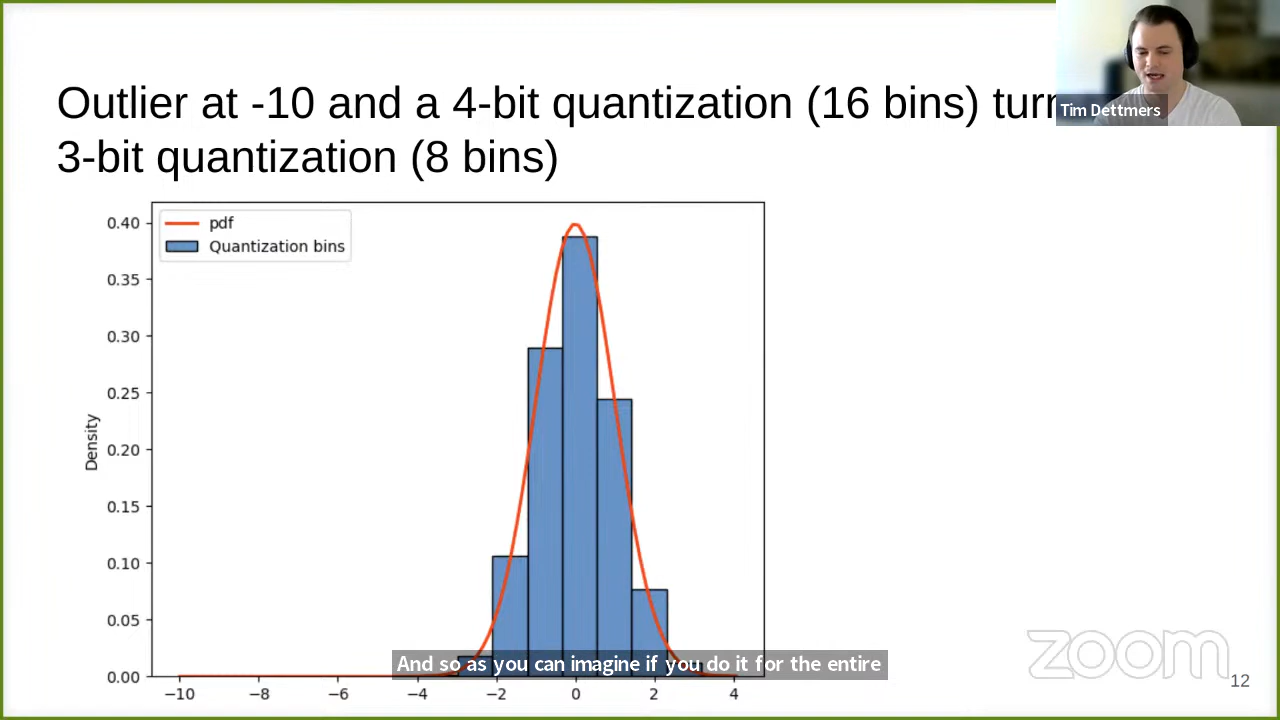 Outlier at -10 and a 4-bit quantization (16 bins)
3-bit quantization (8 bins)
Tim Dettmers
pdf
Quantization bins
0.40
0.35
0.30
0.25
0.20
0.15
0.10
0.05
0.00
Density
−10 −8 −6 −4 −2 0 2 4
And so as you can imagine if you do it for the entire
zoom
12